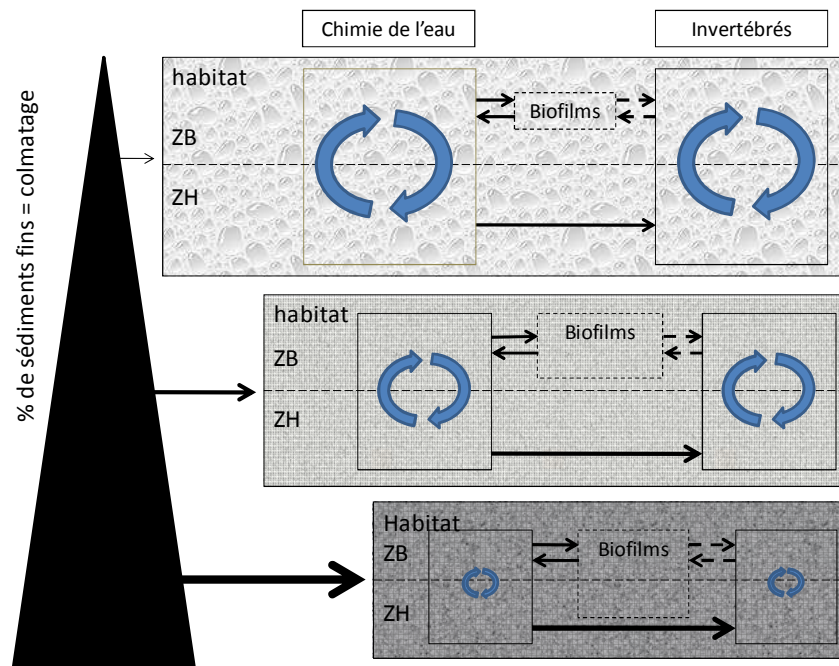 Chimie de l'eau
Invertébrés
% de sédiments fins = colmatage
habitat
Biofilms
ZB
ZH
habitat
Biofilms
ZB
ZH
Habitat
Biofilms
ZB
ZH